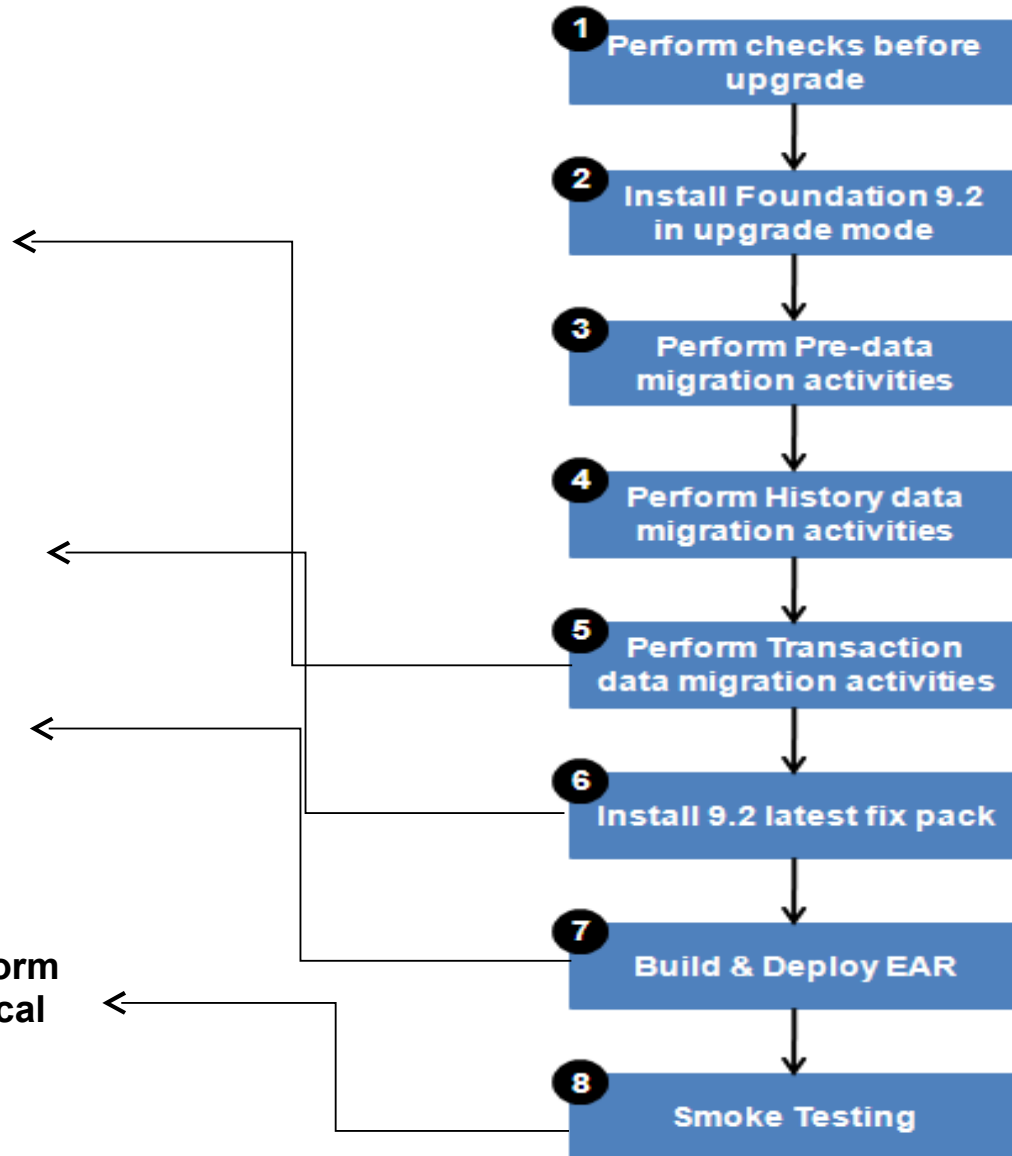 1
Perform checks before
upgrade
2
Install Foundation 9.2
in upgrade mode
3
Perform Pre-data
migration activities
4
Perform History data
migration activities
5
Perform Transaction
data migration activities
6
Install 9.2 latest fix pack
7
Build & Deploy EAR
orm
cal
8
Smoke Testing